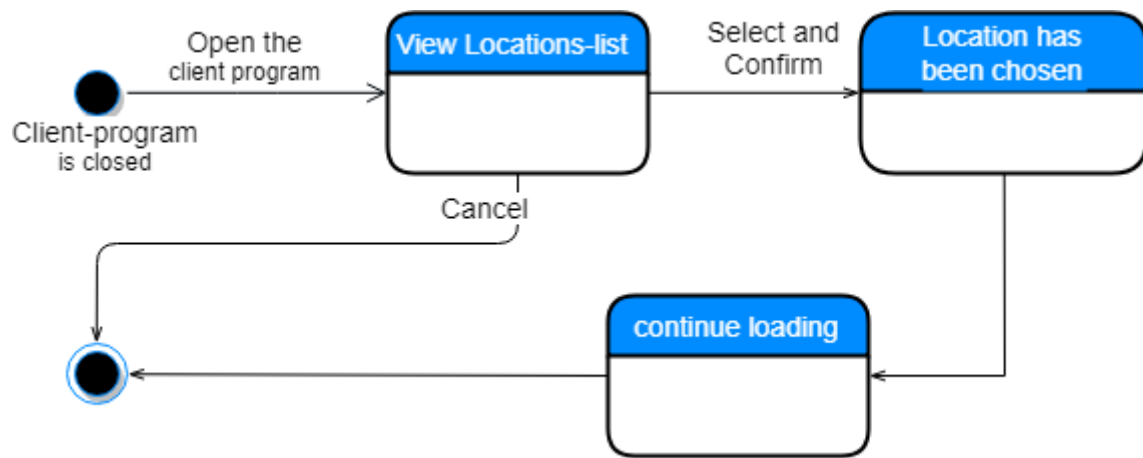 Open the
client program
View Locations-list
Select and
Confirm
Location has
been chosen
Client-program
is closed
Cancel
continue loading